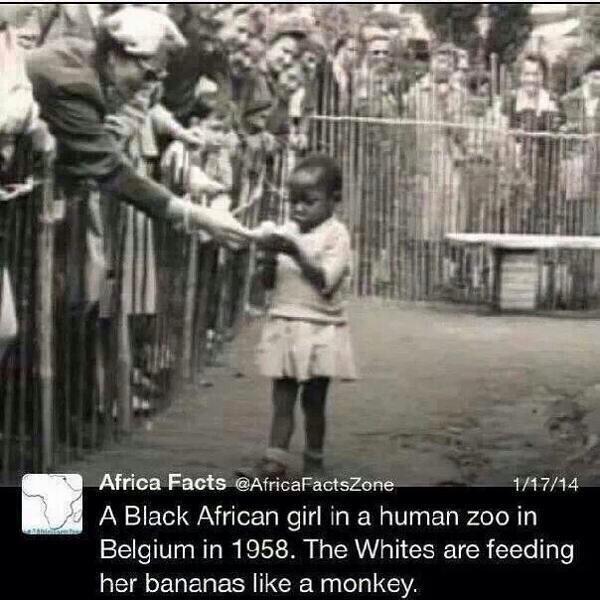 Africa Facts @AfricaFactsZone 1/17/14
A Black African girl in a human zoo in
Belgium in 1958. The Whites are feeding
her bananas like a monkey.